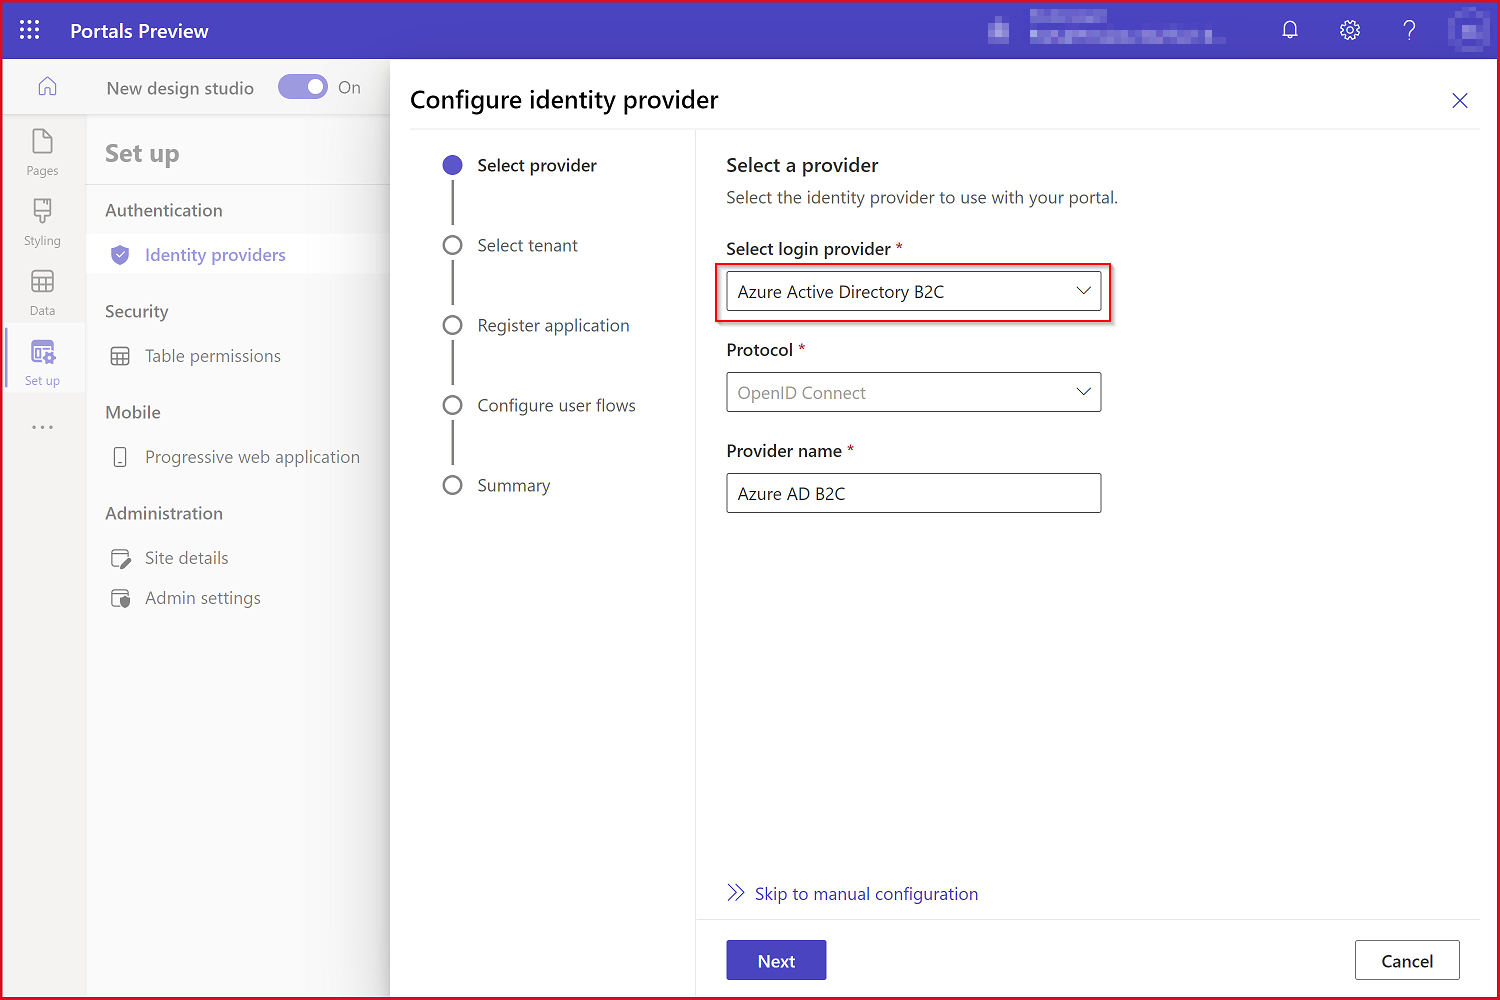 Portals Preview
New design studio
On
Pages
Styling
Data
Set up
Set up
Authentication
Identity providers
Security
Table permissions
Mobile
Progressive web application
Administration
Site details
Admin settings
Configure identity provider
Select provider
Select tenant
Register application
Configure user flows
Summary
Select a provider
Select the identity provider to use with your portal.
Select login provider *
Azure Active Directory B2C
Protocol *
OpenID Connect
Provider name *
Azure AD B2C
Skip to manual configuration
Next
Cancel